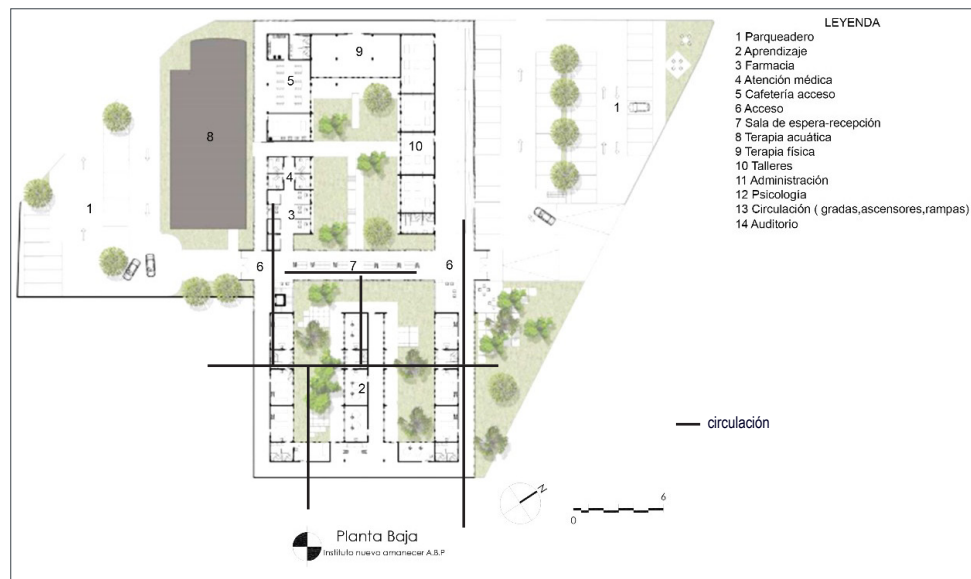 LEYENDA
1 Parqueadero
2 Aprendizaje
3 Farmacia
4 Atención médica
5 Cafetería acceso
6 Acceso
7 Sala de espera-recepción
8 Terapia acuática
9 Terapia física
10 Talleres
11 Administración
12 Psicología
13 Circulación ( gradas,ascensores,rampas)
14 Auditorio
9
5
1
8
10
4
1
3
6
7
6
2
circulación
N
6
0
Planta Baja
Instituto nuevo amanecer A.B.P